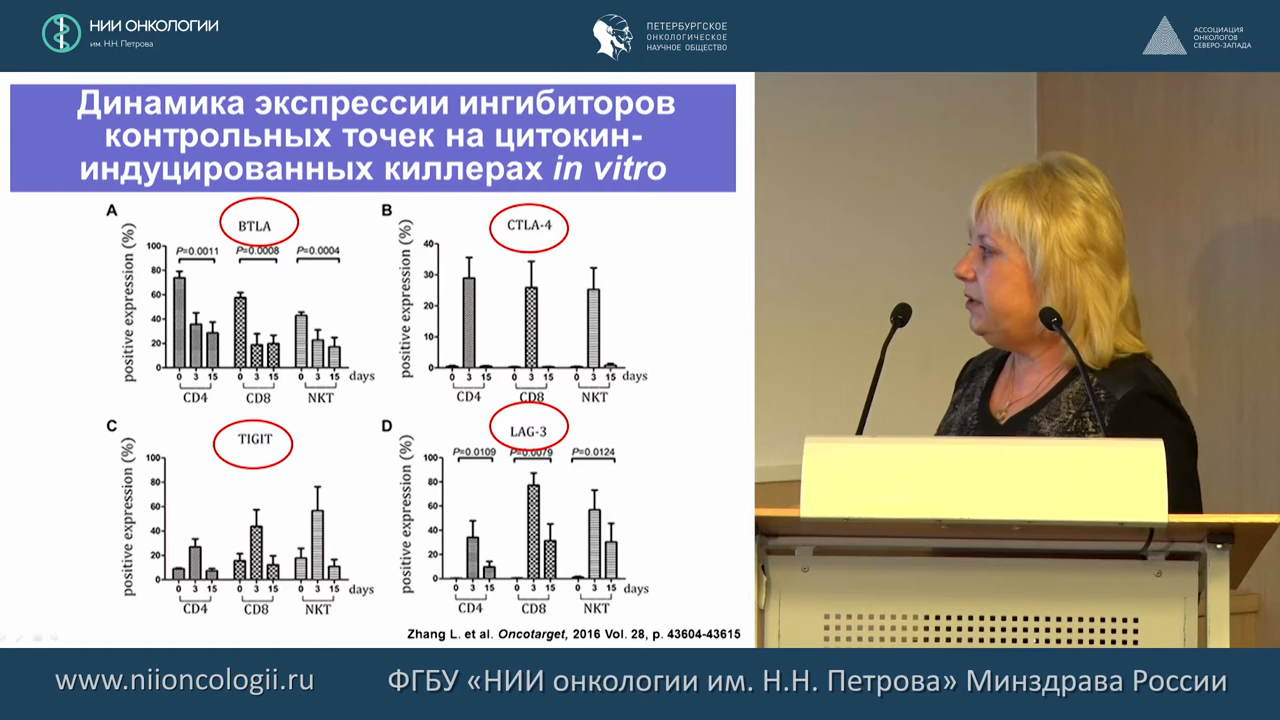 НИИ ОНКОЛОГИИ
им. Н.Н. Петрова
ПЕТЕРБУРГСКОЕ
ОНКОЛОГИЧЕСКОЕ
НАУЧНОЕ ОБЩЕСТВО
АССОЦИАЦИЯ
ОНКОЛОГОВ
СЕВЕРО-ЗАПАДА
Динамика экспрессии ингибиторов
контрольных точек на цитокин-
индуцированных киллерах in vitro
A
BTLA
positive expression (%)
P=0.0011 P=0.0008 P=0.0004
100
80
60
40
20
0
0 3 15 0 3 15 0 3 15 days
CD4 CD8 NKT
B
CTLA-4
positive expression (%)
40
30
20
10
0
0 3 15 0 3 15 0 3 15 days
CD4 CD8 NKT
C
TIGIT
positive expression (%)
100
80
60
40
20
0
0 3 15 0 3 15 0 3 15 days
CD4 CD8 NKT
D
LAG-3
positive expression (%)
P=0.0109 P=0.0079 P=0.0124
100
80
60
40
20
0
0 3 15 0 3 15 0 3 15 days
CD4 CD8 NKT
Zhang L. et al. Oncotarget, 2016 Vol. 28, p. 43604-43615
www.niioncologii.ru
ФГБУ «НИИ онкологии им. Н.Н. Петрова» Минздрава России